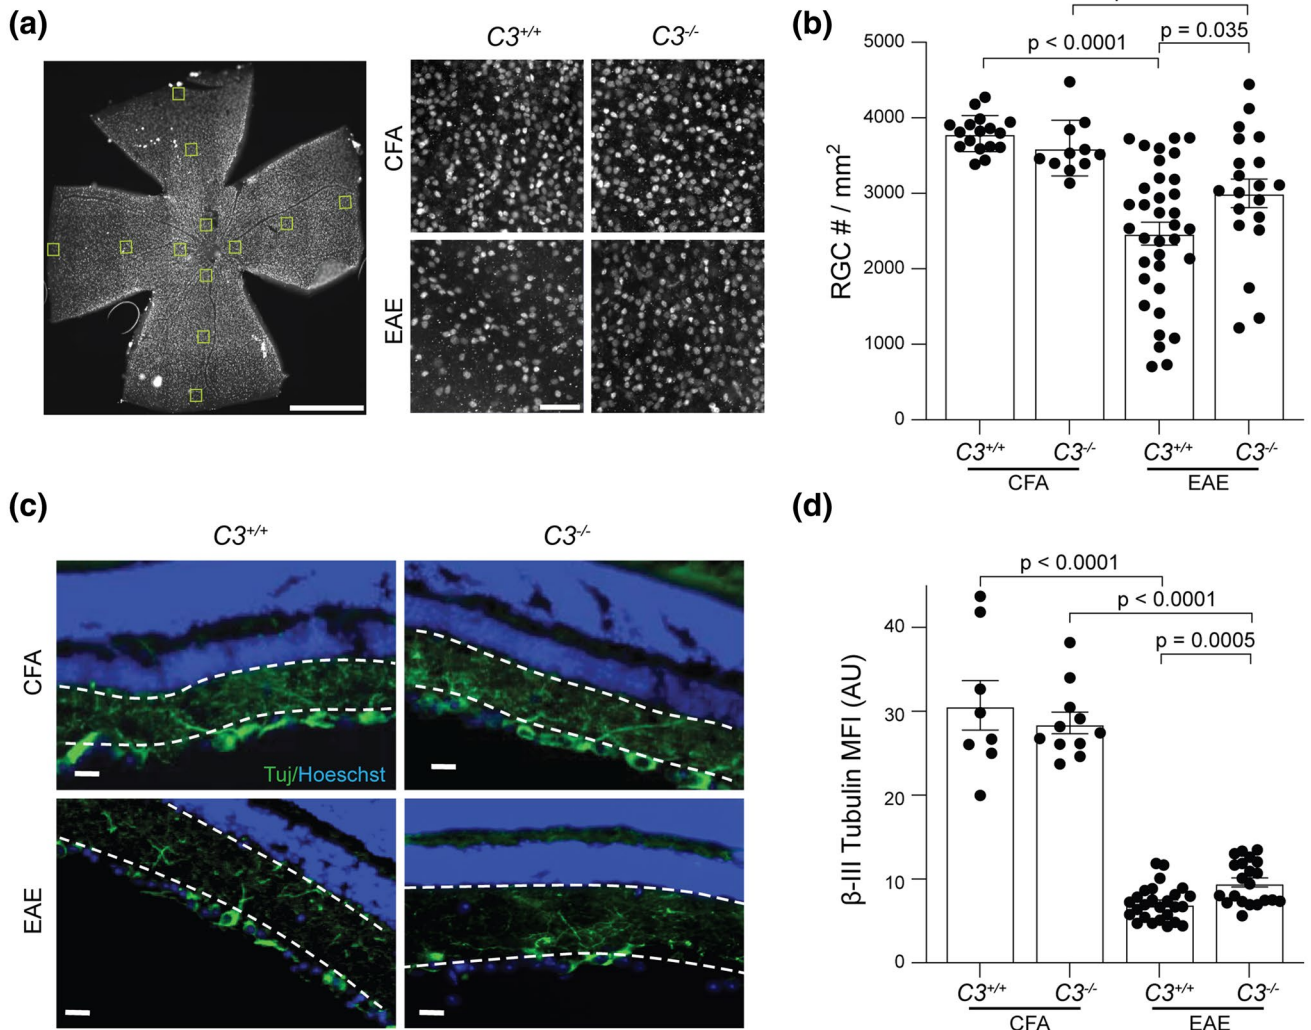 (a)
C3+/+
C3-/-
CFA
EAE
(b)
p < 0.0001
p = 0.035
RGC # / mm2
5000
4000
3000
2000
1000
0
C3+/+
C3-/-
C3+/+
C3-/-
CFA
EAE
(c)
C3+/+
C3-/-
CFA
Tuj/Hoeschst
EAE
(d)
p < 0.0001
p < 0.0001
p = 0.0005
β-III Tubulin MFI (AU)
40
30
20
10
0
C3+/+
C3-/-
C3+/+
C3-/-
CFA
EAE